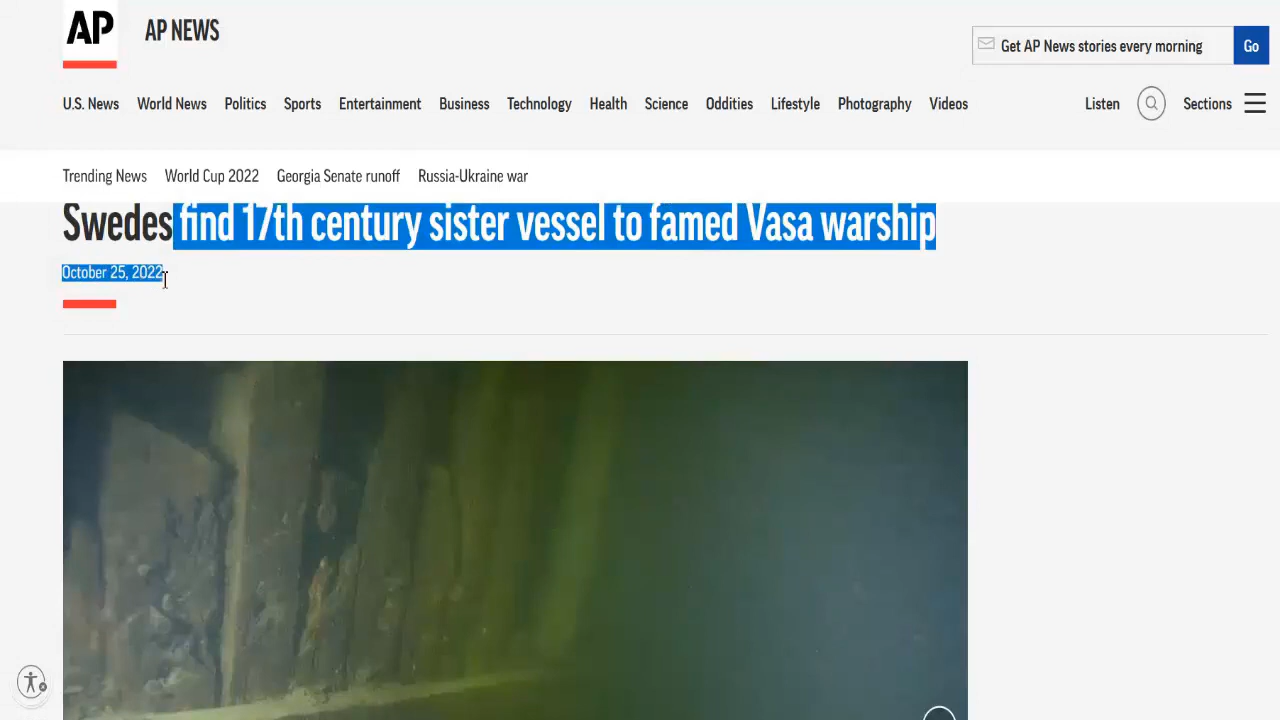 AP AP NEWS
Get AP News stories every morning Go
U.S. News World News Politics Sports Entertainment Business Technology Health Science Oddities Lifestyle Photography Videos Listen Sections
Trending News World Cup 2022 Georgia Senate runoff Russia-Ukraine war
Swedes find 17th century sister vessel to famed Vasa warship
October 25, 2022